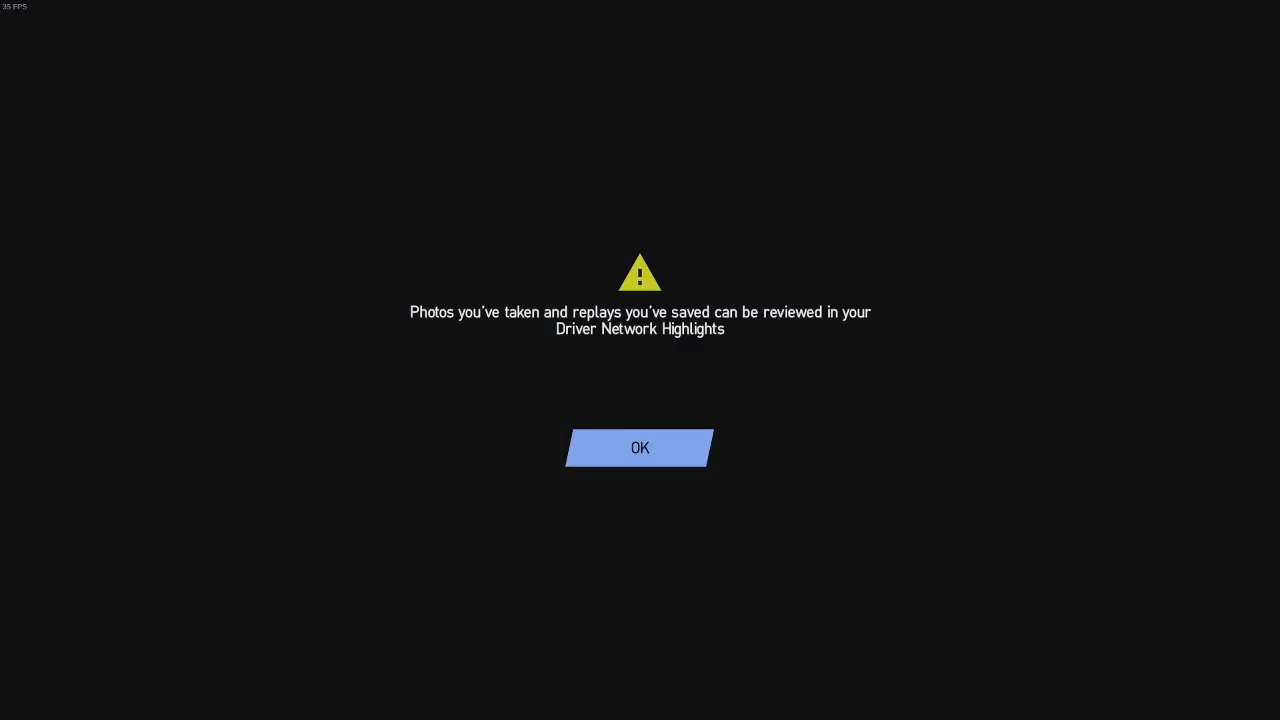 35 FPS
Photos you've taken and replays you've saved can be reviewed in your
Driver Network Highlights
OK